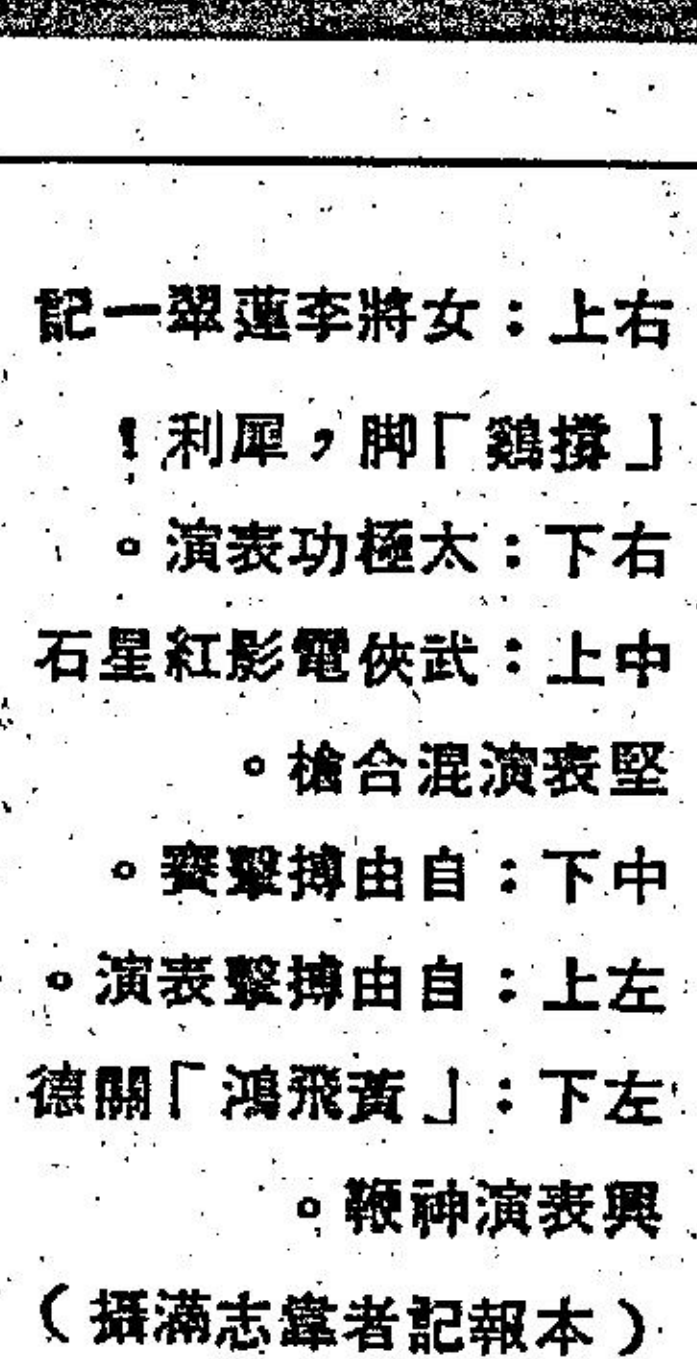 右上：女將李蓮翠一記
「撐鷄」脚，犀利！
右下：太極功表演。
中上：武俠電影紅星石
堅表演混合槍。
中下：自由搏擊賽。
左上：自由搏擊表演。
左下：「黃飛鴻」關德
興表演神鞭。
（本報記者韋志滿攝）